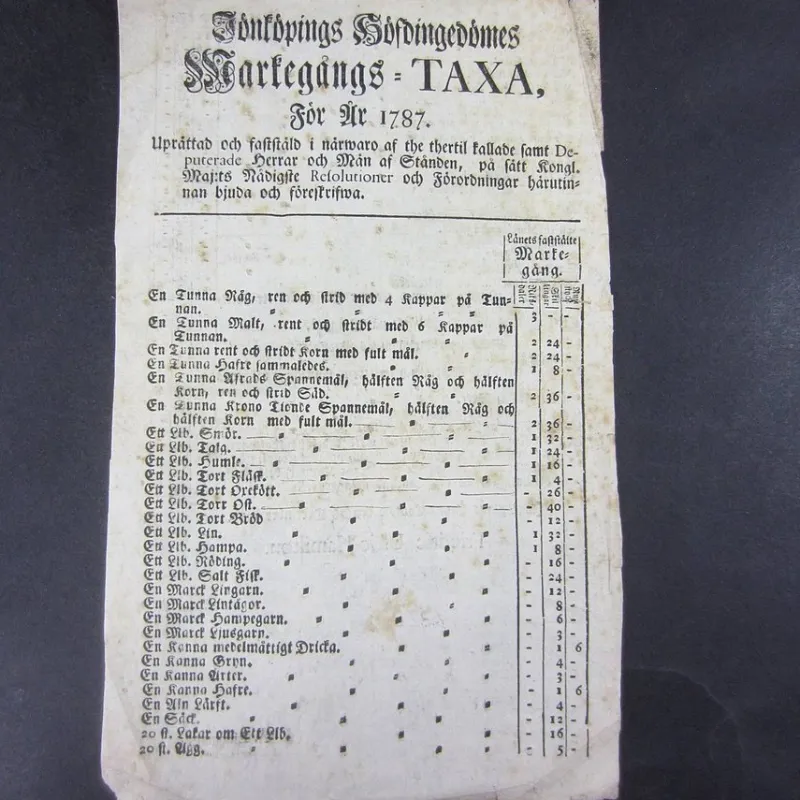 Jönköpings Höfdingedömes
Markegångs = TAXA,
För År 1787.
Uprättad och faststäld i närwaro af the thertil kallade samt De-
puterade Herrar och Män af Stånden, på sätt Kongl.
Maj:ts Nådigste Resolutioner och Förordningar härutin-
nan bjuda och föreskrifwa.
Länets faststälte
Marke-
gång.
En Tunna Råg, ren och strid med 4 Kappar på Tun-
nan. 3 - -
En Tunna Malt, rent och stridt med 6 Kappar på
Tunnan. 2 24 -
En Tunna rent och stridt Korn med fult mål. 2 24 -
En Tunna Hafre sammaledes. 1 8 -
En Tunna Afrads Spannemål, hälften Råg och hälften
Korn, ren och strid Säd. 2 36 -
En Tunna Krono Tionde Spannemål, hälften Råg och
hälften Korn med fult mål. 2 36 -
Ett Lib. Smör. 1 32 -
Ett Lib. Talg. 1 24 -
Ett Lib. Humle. 1 16 -
Ett Lib. Tort Fläsk. 1 4 -
Ett Lib. Tort Orekött. - 26 -
Ett Lib. Torr Ost. - 40 -
Ett Lib. Tort Bröd - 12 -
Ett Lib. Lin. 1 32 -
Ett Lib. Hampa. 1 8 -
Ett Lib. Röding. - 16 -
Ett Lib. Salt Fisk. - 24 -
En Marck Lingarn. - 12 -
En Marck Lintågor. - 8 -
En Marck Hampegarn. - 6 -
En Marck Ljusgarn. - 3 -
En Kanna medelmåttigt Dricka. - 1 6
En Kanna Gryn. - 4 -
En Kanna Ärter. - 3 -
En Kanna Hafre. - 1 6
En Aln Lärft. - 4 -
En Säck. - 12 -
20 st. Lakar om Ett Lib. - 16 -
20 st. Ägg. - 5 -